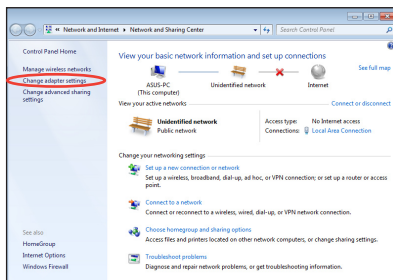 « Network and Internet ▸ Network and Sharing Center
Search Control Panel
Control Panel Home
Manage wireless networks
Change adapter settings
Change advanced sharing
settings
See also
HomeGroup
Internet Options
Windows Firewall
View your basic network information and set up connections
See full map
ASUS-PC
(This computer)
Unidentified network
Internet
View your active networks
Connect or disconnect
Unidentified network
Public network
Access type: No Internet access
Connections: Local Area Connection
Change your networking settings
Set up a new connection or network
Set up a wireless, broadband, dial-up, ad hoc, or VPN connection; or set up a router or access
point.
Connect to a network
Connect or reconnect to a wireless, wired, dial-up, or VPN network connection.
Choose homegroup and sharing options
Access files and printers located on other network computers, or change sharing settings.
Troubleshoot problems
Diagnose and repair network problems, or get troubleshooting information.